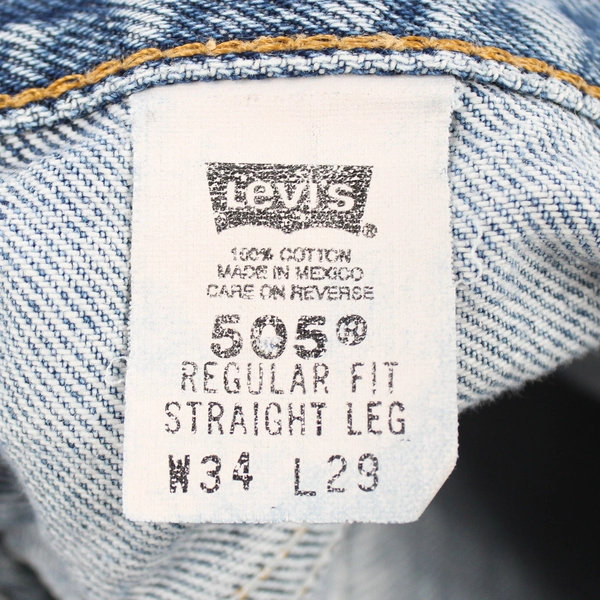 Levi's®
100% COTTON
MADE IN MEXICO
CARE ON REVERSE
505®
REGULAR FIT
STRAIGHT LEG
W34 L29